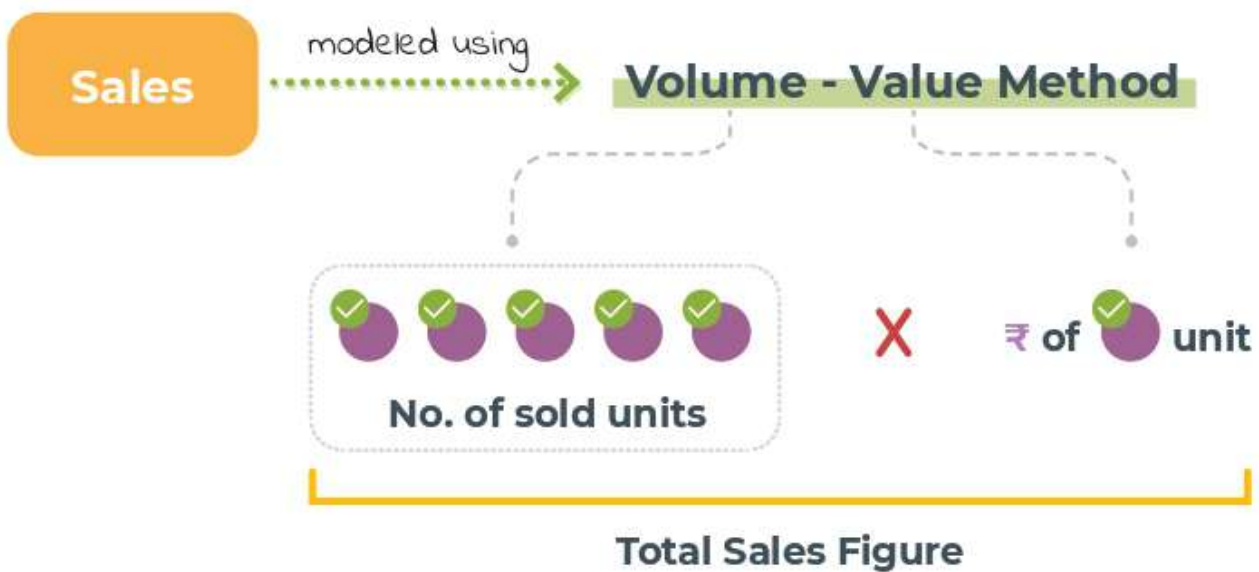 Sales
modeled using
Volume - Value Method
No. of sold units
X
₹ of unit
Total Sales Figure